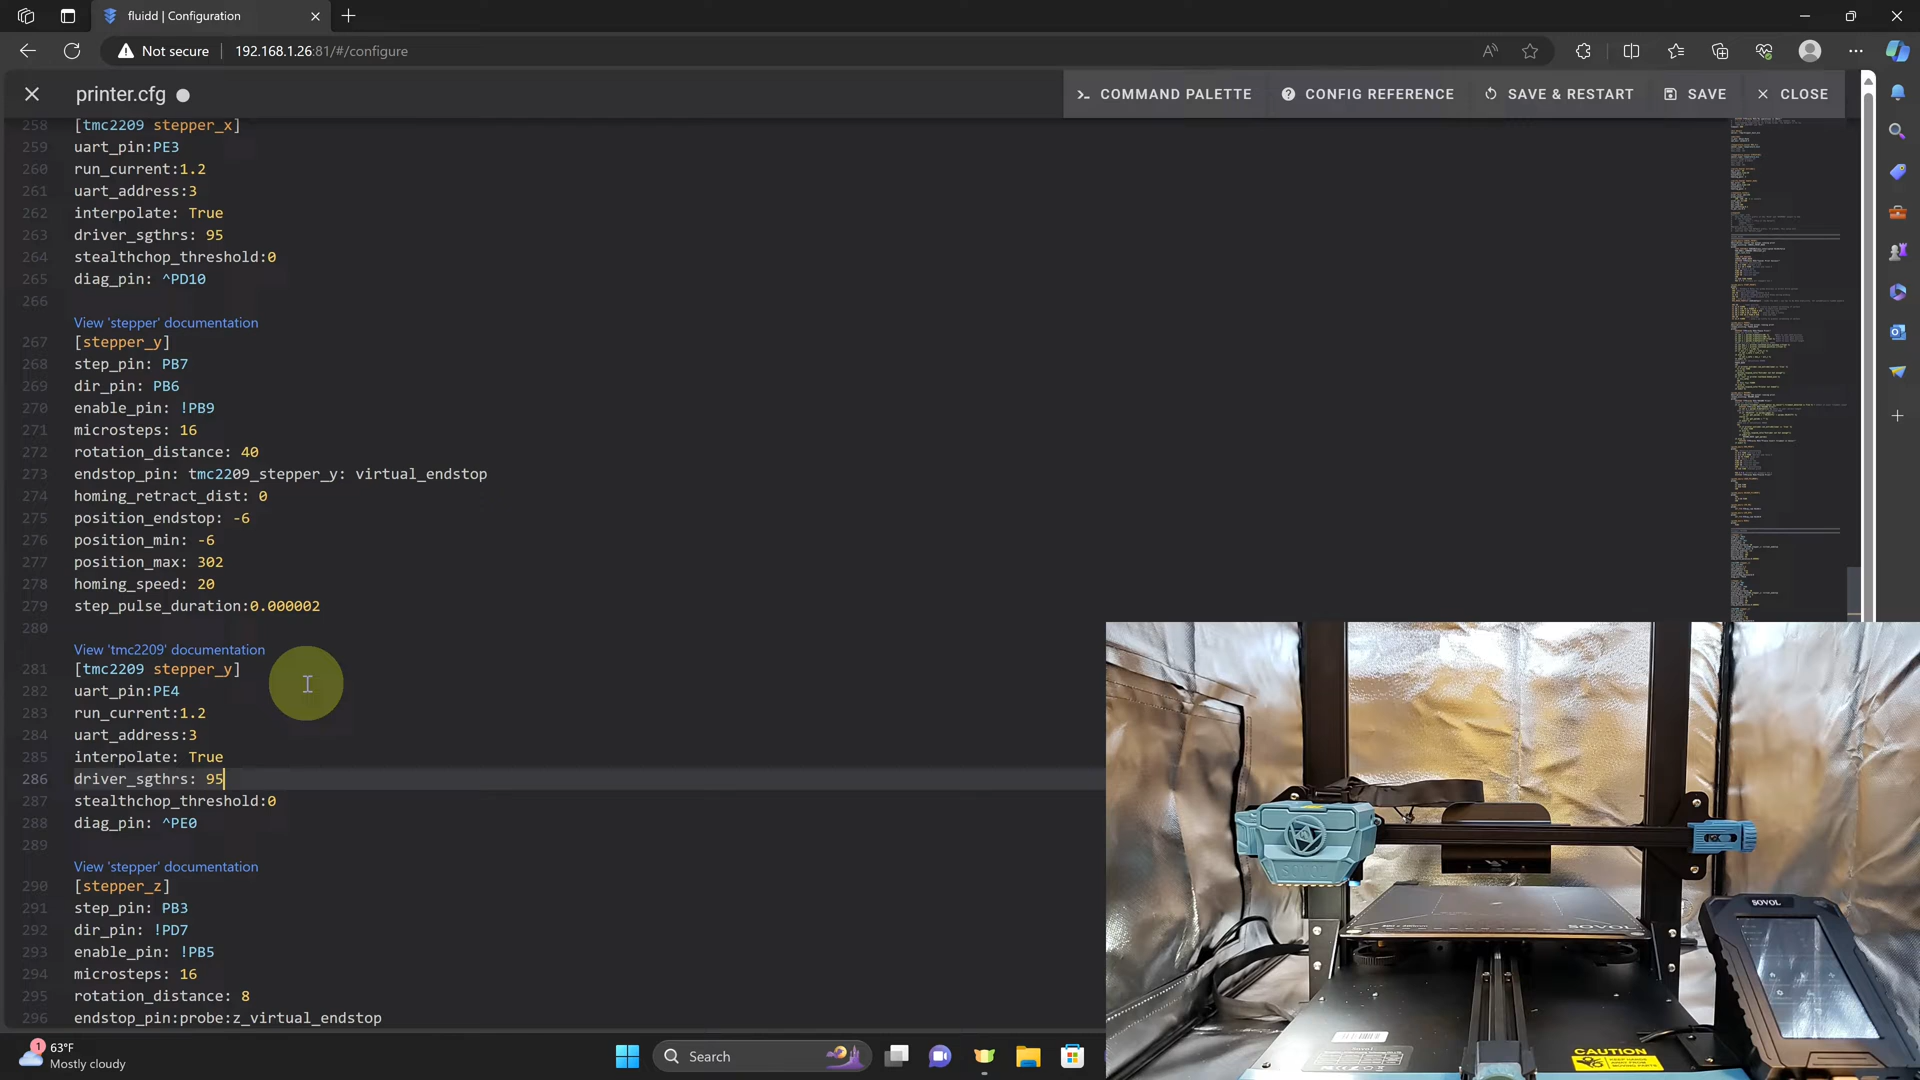 fluidd | Configuration
Not secure
192.168.1.26:81/#/configure
printer.cfg
COMMAND PALETTE
CONFIG REFERENCE
SAVE & RESTART
SAVE
CLOSE
258 [tmc2209 stepper_x]
259 uart_pin:PE3
260 run_current:1.2
261 uart_address:3
262 interpolate: True
263 driver_sgthrs: 95
264 stealthchop_threshold:0
265 diag_pin: ^PD10
266
View 'stepper' documentation
267 [stepper_y]
268 step_pin: PB7
269 dir_pin: PB6
270 enable_pin: !PB9
271 microsteps: 16
272 rotation_distance: 40
273 endstop_pin: tmc2209_stepper_y: virtual_endstop
274 homing_retract_dist: 0
275 position_endstop: -6
276 position_min: -6
277 position_max: 302
278 homing_speed: 20
279 step_pulse_duration:0.000002
280
View 'tmc2209' documentation
281 [tmc2209 stepper_y]
282 uart_pin:PE4
283 run_current:1.2
284 uart_address:3
285 interpolate: True
286 driver_sgthrs: 95
287 stealthchop_threshold:0
288 diag_pin: ^PE0
289
View 'stepper' documentation
290 [stepper_z]
291 step_pin: PB3
292 dir_pin: !PD7
293 enable_pin: !PB5
294 microsteps: 16
295 rotation_distance: 8
296 endstop_pin:probe:z_virtual_endstop
SOVOL
SOVOL
SOVOL
CAUTION
1
63°F
Mostly cloudy
Search